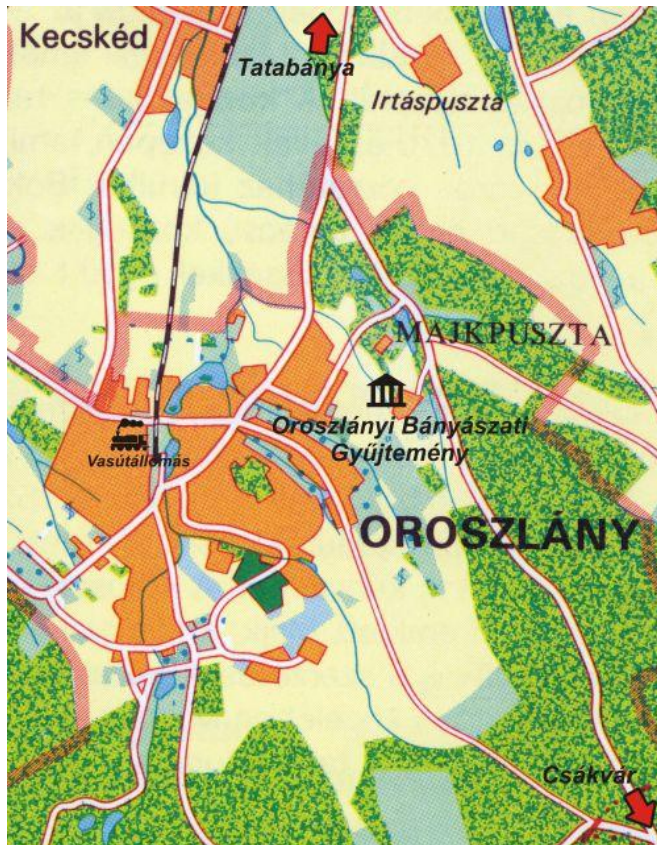 Kecskéd
Tatabánya
Irtáspuszta
MAJKPUSZTA
Oroszlányi Bányászati
Gyűjtemény
Vasútállomás
OROSZLÁNY
Csákvár